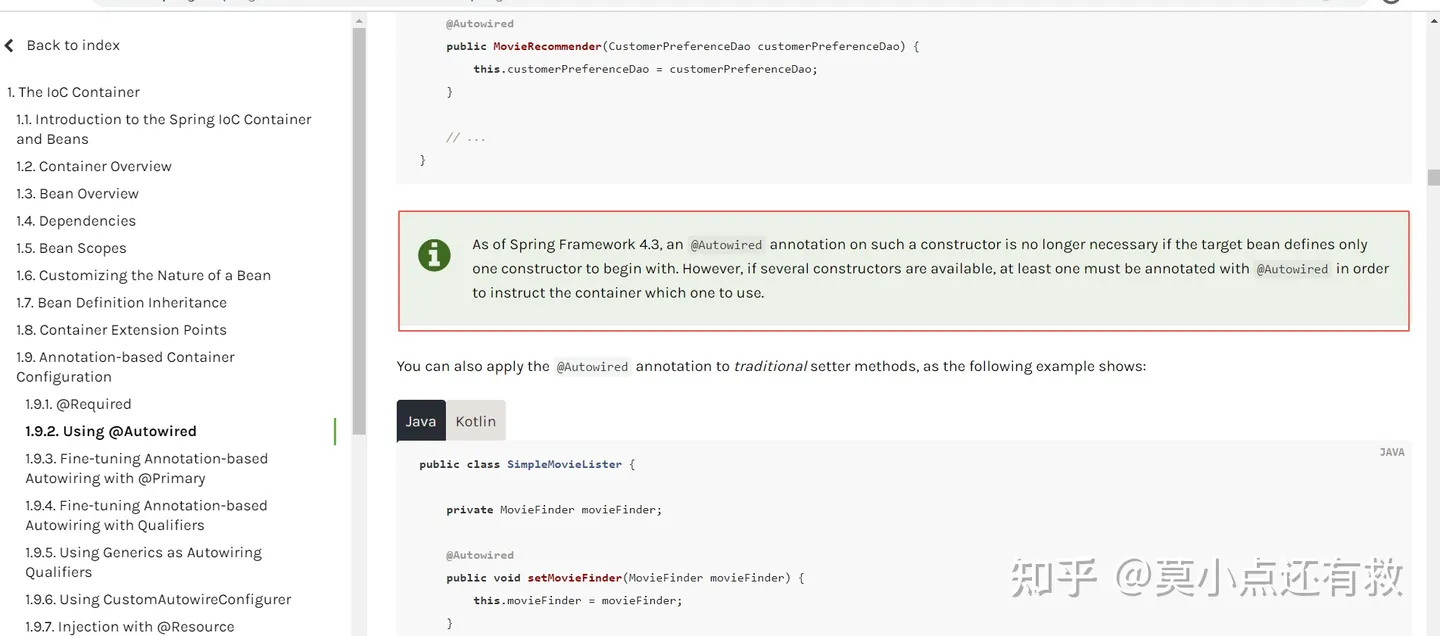 Back to index
1. The IoC Container
1.1. Introduction to the Spring IoC Container
and Beans
1.2. Container Overview
1.3. Bean Overview
1.4. Dependencies
1.5. Bean Scopes
1.6. Customizing the Nature of a Bean
1.7. Bean Definition Inheritance
1.8. Container Extension Points
1.9. Annotation-based Container
Configuration
1.9.1. @Required
1.9.2. Using @Autowired
1.9.3. Fine-tuning Annotation-based
Autowiring with @Primary
1.9.4. Fine-tuning Annotation-based
Autowiring with Qualifiers
1.9.5. Using Generics as Autowiring
Qualifiers
1.9.6. Using CustomAutowireConfigurer
1.9.7. Injection with @Resource
@Autowired
public MovieRecommender(CustomerPreferenceDao customerPreferenceDao) {
this.customerPreferenceDao = customerPreferenceDao;
}
// ...
}
As of Spring Framework 4.3, an @Autowired annotation on such a constructor is no longer necessary if the target bean defines only
one constructor to begin with. However, if several constructors are available, at least one must be annotated with @Autowired in order
to instruct the container which one to use.
You can also apply the @Autowired annotation to traditional setter methods, as the following example shows:
Java Kotlin
JAVA
public class SimpleMovieLister {
private MovieFinder movieFinder;
@Autowired
public void setMovieFinder(MovieFinder movieFinder) {
this.movieFinder = movieFinder;
}
知乎 @莫小点还有救